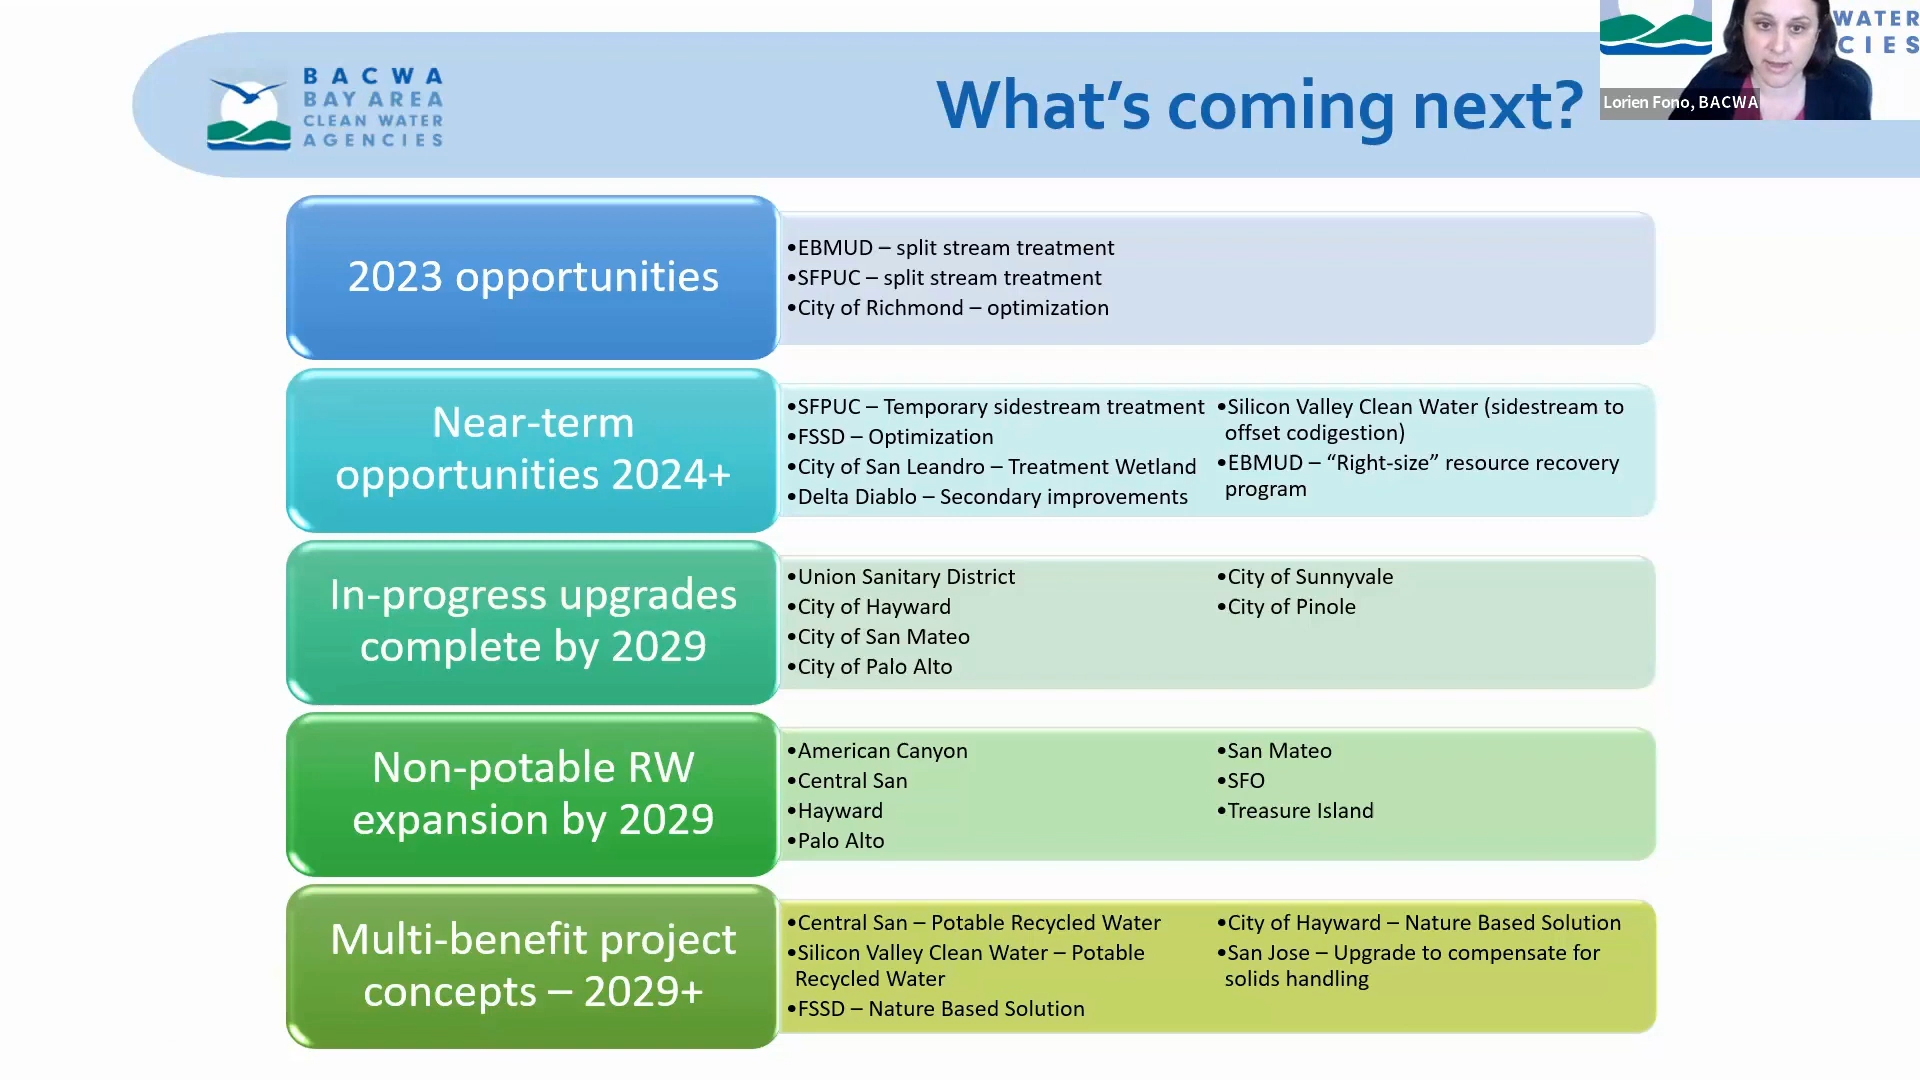 BACWA
BAY AREA
CLEAN WATER
AGENCIES
What's coming next?
WATER
CIES
Lorien Fono, BACWA
2023 opportunities
•EBMUD – split stream treatment
•SFPUC – split stream treatment
•City of Richmond – optimization
Near-term
opportunities 2024+
•SFPUC – Temporary sidestream treatment
•FSSD – Optimization
•City of San Leandro – Treatment Wetland
•Delta Diablo – Secondary improvements
•Silicon Valley Clean Water (sidestream to
offset codigestion)
•EBMUD – “Right-size” resource recovery
program
In-progress upgrades
complete by 2029
•Union Sanitary District
•City of Hayward
•City of San Mateo
•City of Palo Alto
•City of Sunnyvale
•City of Pinole
Non-potable RW
expansion by 2029
•American Canyon
•Central San
•Hayward
•Palo Alto
•San Mateo
•SFO
•Treasure Island
Multi-benefit project
concepts – 2029+
•Central San – Potable Recycled Water
•Silicon Valley Clean Water – Potable
Recycled Water
•FSSD – Nature Based Solution
•City of Hayward – Nature Based Solution
•San Jose – Upgrade to compensate for
solids handling